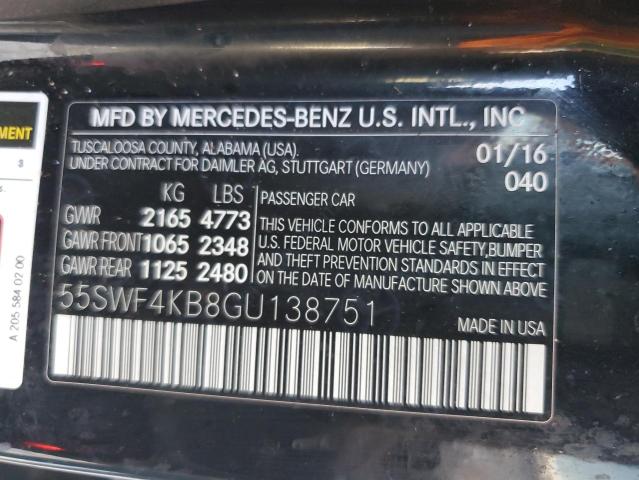 MFD BY MERCEDES-BENZ U.S. INTL., INC
TUSCALOOSA COUNTY, ALABAMA (USA)
UNDER CONTRACT FOR DAIMLER AG, STUTTGART (GERMANY)
01/16
040
KG LBS
GVWR 2165 4773
GAWR FRONT 1065 2348
GAWR REAR 1125 2480
PASSENGER CAR
THIS VEHICLE CONFORMS TO ALL APPLICABLE
U.S. FEDERAL MOTOR VEHICLE SAFETY,BUMPER
AND THEFT PREVENTION STANDARDS IN EFFECT
ON THE DATE OF MANUFACTURE SHOWN ABOVE.
55SWF4KB8GU138751
MADE IN USA
A 205 584 02 00